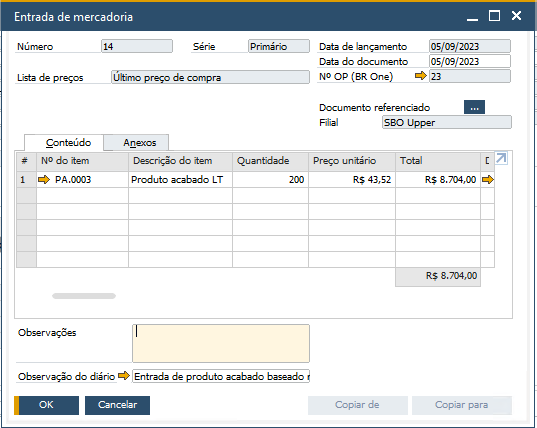 Entrada de mercadoria
Número 14 Série Primário Data de lançamento 05/09/2023
Data do documento 05/09/2023
Lista de preços Último preço de compra Nº OP (BR One) 23
Documento referenciado ...
Filial SBO Upper
Conteúdo Anexos
# Nº do item Descrição do item Quantidade Preço unitário Total D
1 PA.0003 Produto acabado LT 200 R$ 43,52 R$ 8.704,00
R$ 8.704,00
Observações
Observação do diário Entrada de produto acabado baseado
OK Cancelar Copiar de Copiar para